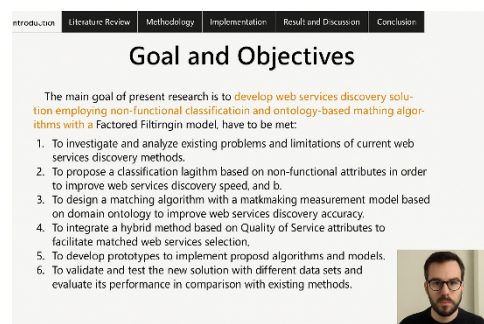 Introduction Literature Review Methodology Implementation Result and Discussion Conclusion
Goal and Objectives
The main goal of present research is to develop web services discovery solu-
tion employing non-functional classificatioin and ontology-based mathing algor-
ithms with a Factored Filtirngin model, have to be met:
1. To investigate and analyze existing problems and limitations of current web
services discovery methods.
2. To propose a classification lagithm based on non-functional attributes in order
to improve web services discovery speed, and b.
3. To design a matching algorithm with a matkmaking measurement model based
on domain ontology to improve web services discovery accuracy.
4. To integrate a hybrid method based on Quality of Service attributes to
facilitate matched web services selection,
5. To develop prototypes to implement proposd algorithms and models.
6. To validate and test the new solution with different data sets and
evaluate its performance in comparison with existing methods.